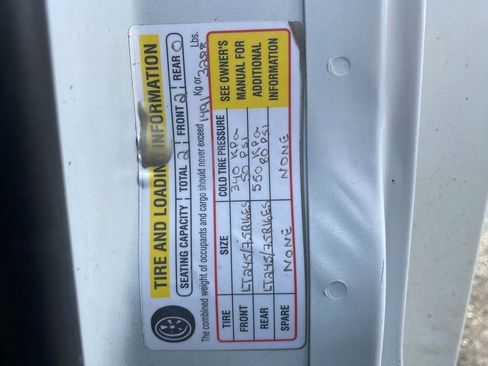 TIRE AND LOADING INFORMATION
SEATING CAPACITY TOTAL 2 FRONT 2 REAR 0
The combined weight of occupants and cargo should never exceed 1491 Kg or 3288 Lbs.
TIRE SIZE COLD TIRE PRESSURE
FRONT LT245/75R16E 340 KPa 50 PSI
REAR LT245/75R16E 550 KPa 80 PSI
SPARE NONE NONE
SEE OWNER'S
MANUAL FOR
ADDITIONAL
INFORMATION